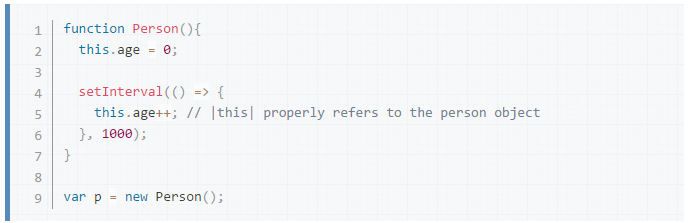 1 function Person(){
2   this.age = 0;
3
4   setInterval(() => {
5     this.age++; // |this| properly refers to the person object
6   }, 1000);
7 }
8
9 var p = new Person();